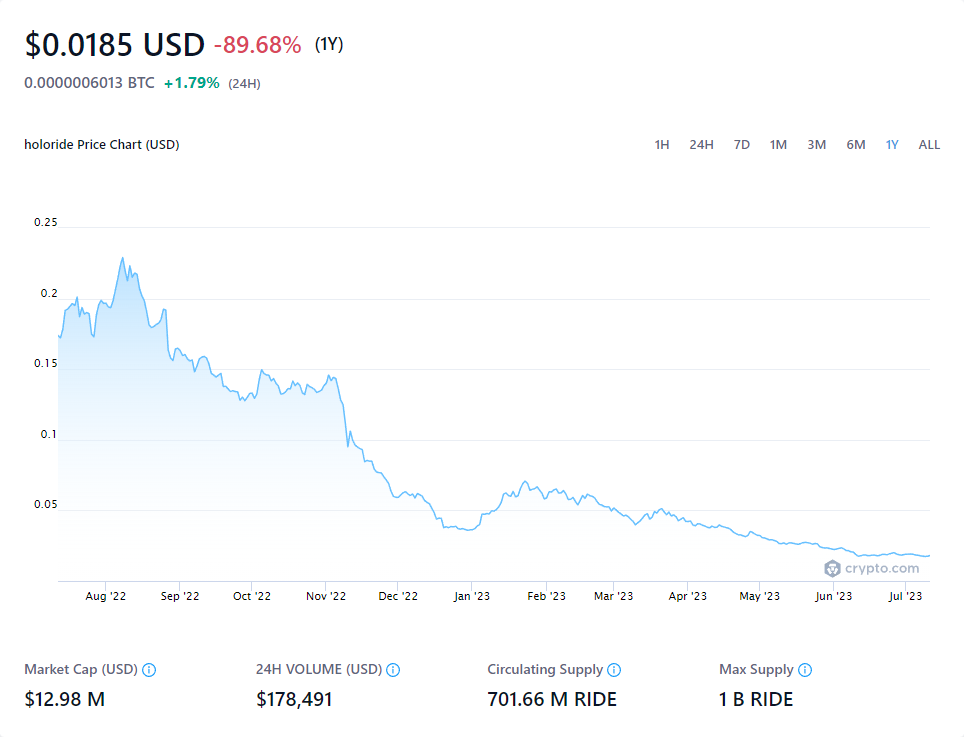 $0.0185 USD -89.68% (1Y)
0.0000006013 BTC +1.79% (24H)
holoride Price Chart (USD) 1H 24H 7D 1M 3M 6M 1Y ALL
0.25
0.2
0.15
0.1
0.05
crypto.com
Aug '22 Sep '22 Oct '22 Nov '22 Dec '22 Jan '23 Feb '23 Mar '23 Apr '23 May '23 Jun '23 Jul '23
Market Cap (USD) 24H VOLUME (USD) Circulating Supply Max Supply
$12.98 M $178,491 701.66 M RIDE 1 B RIDE